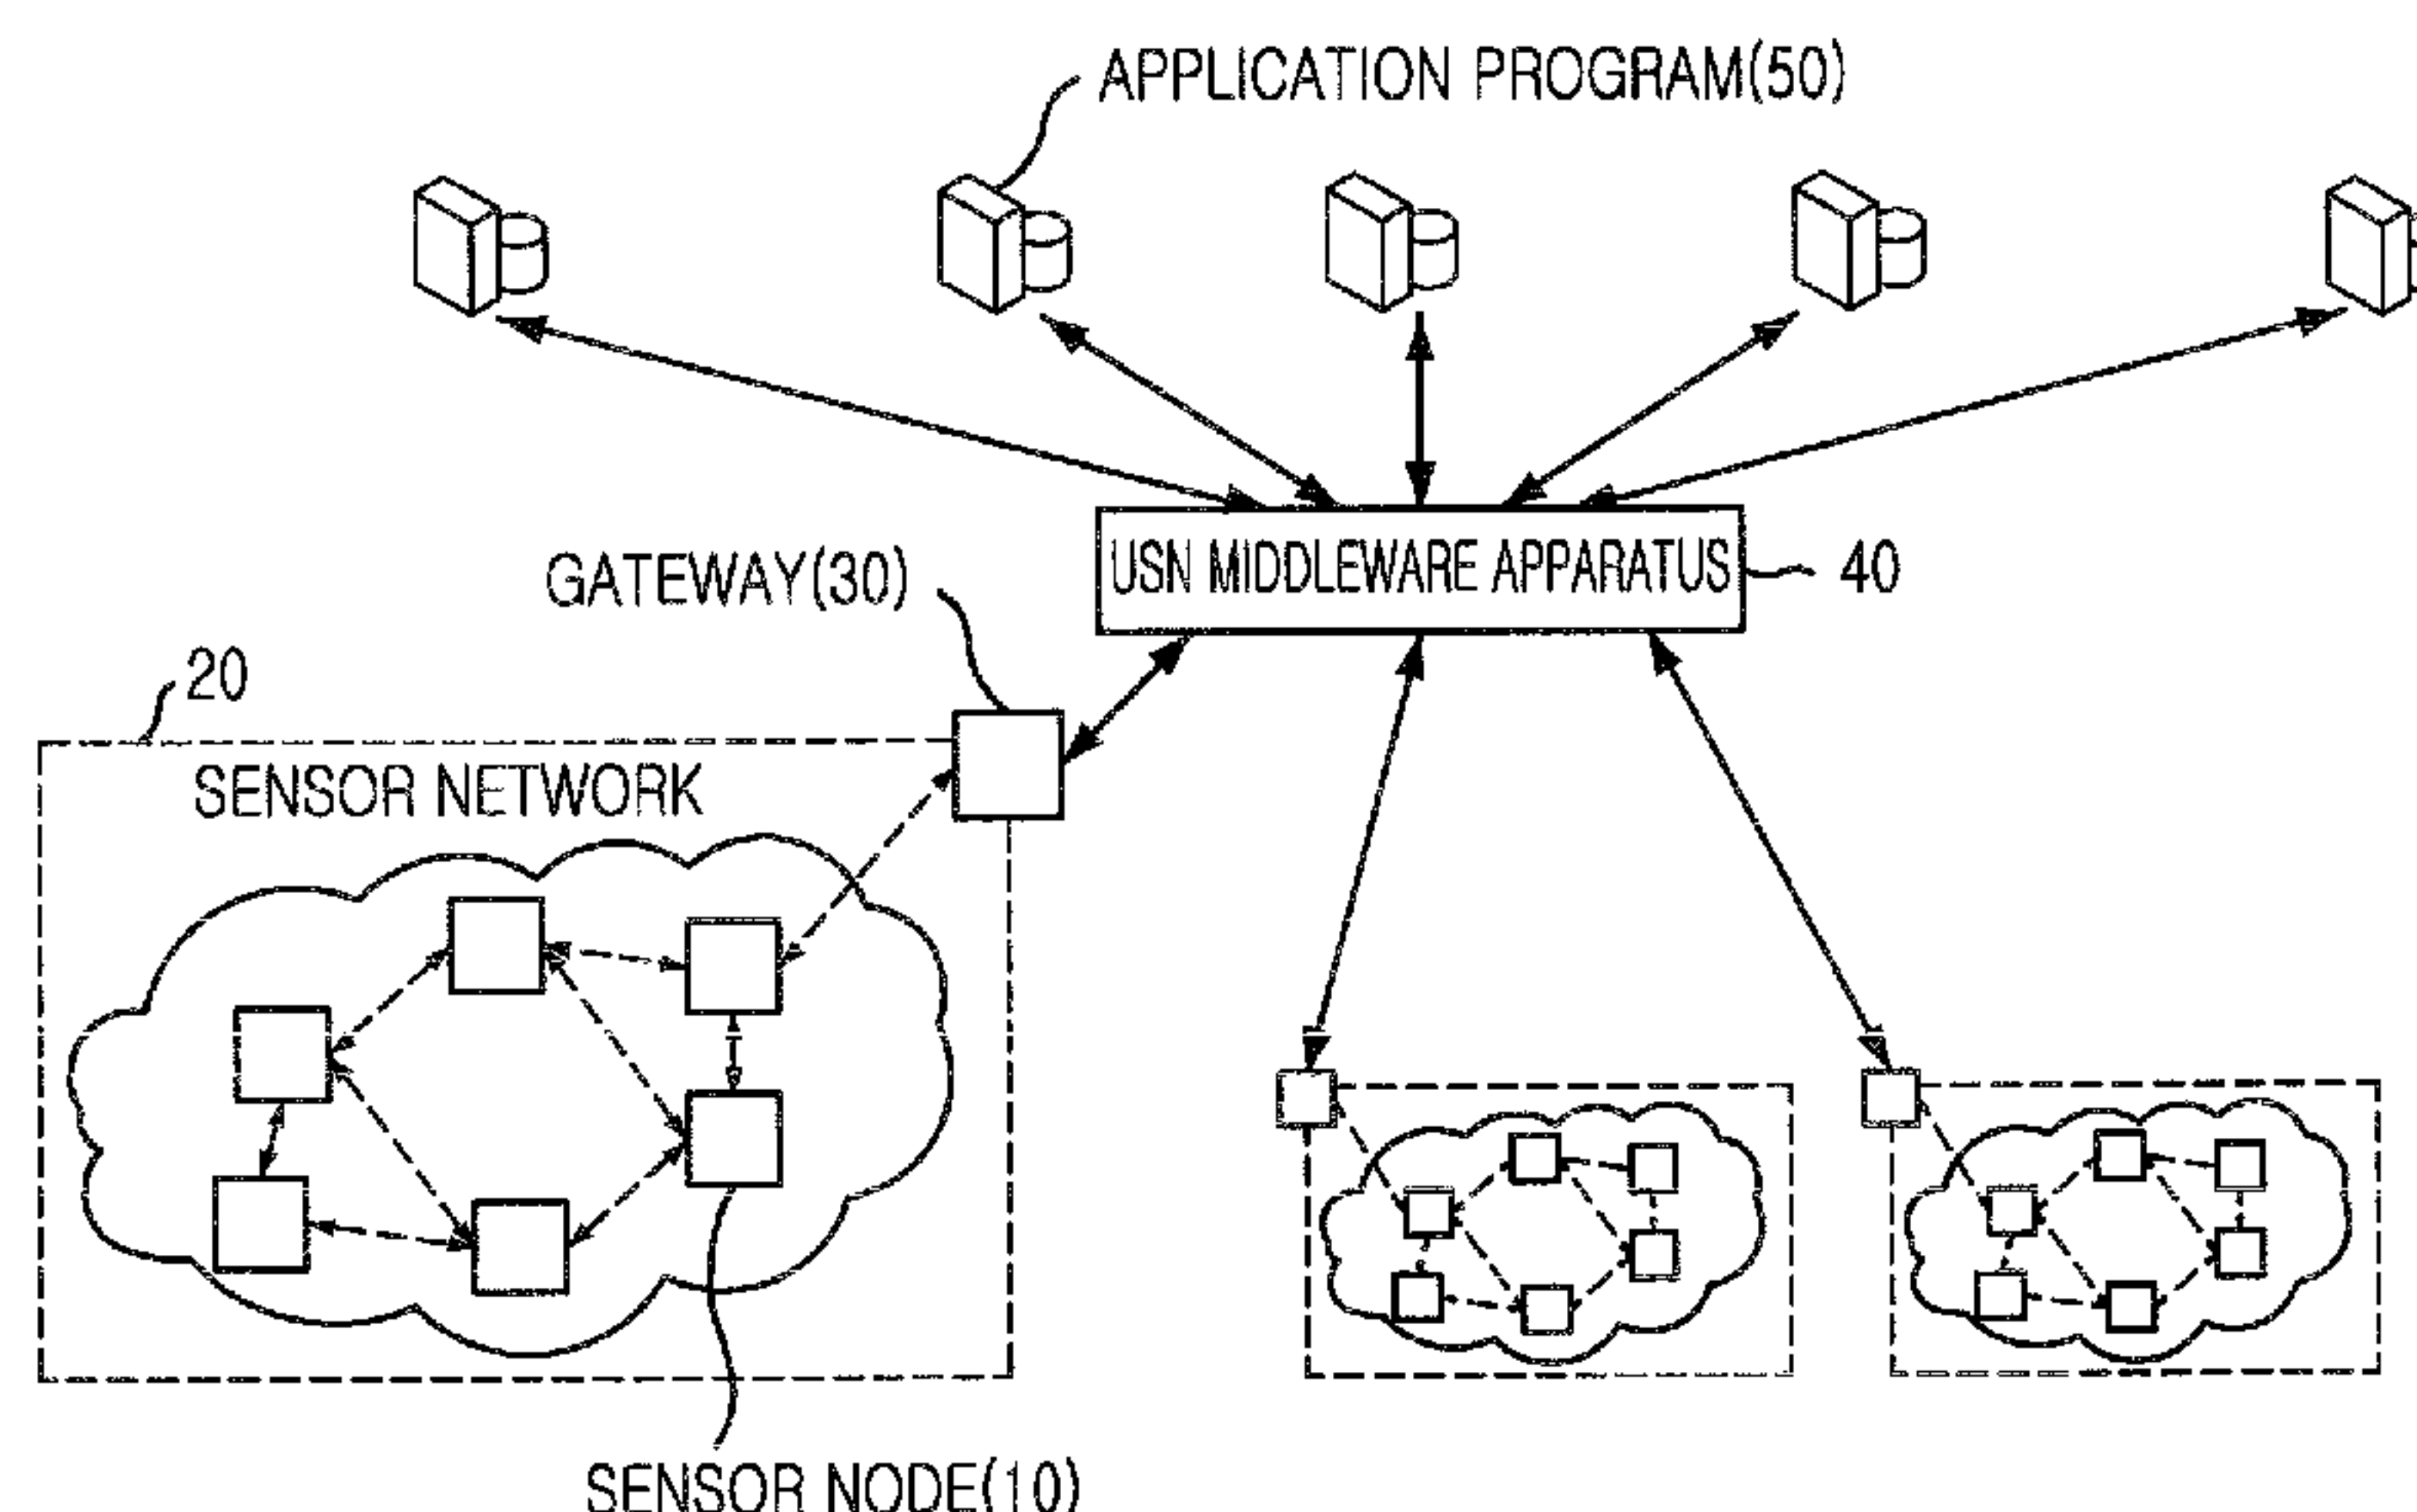 APPLICATION PROGRAM(50)
USN MIDDLEWARE APPARATUS
40
GATEWAY(30)
20
SENSOR NETWORK
SENSOR NODE(10)